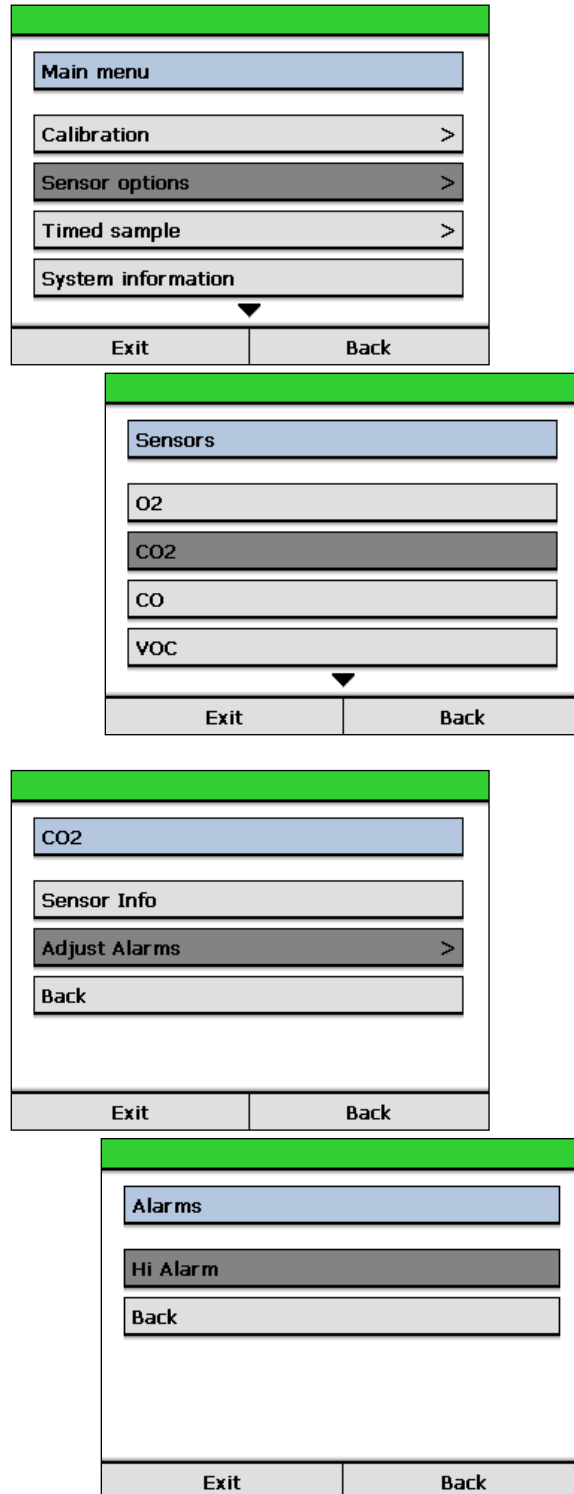 Main menu
Calibration >
Sensor options >
Timed sample >
System information
Exit Back
Sensors
O2
CO2
CO
VOC
Exit Back
CO2
Sensor Info
Adjust Alarms >
Back
Exit Back
Alarms
Hi Alarm
Back
Exit Back